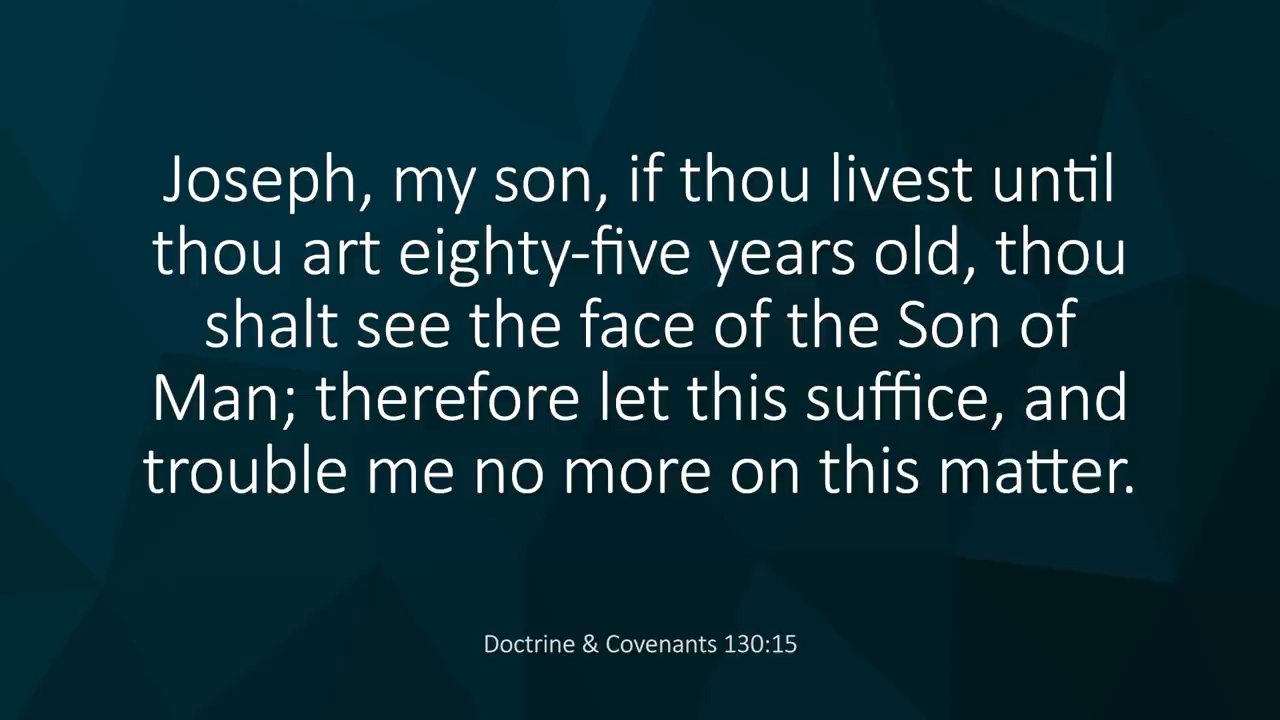 Joseph, my son, if thou livest until
thou art eighty-five years old, thou
shalt see the face of the Son of
Man; therefore let this suffice, and
trouble me no more on this matter.
Doctrine & Covenants 130:15